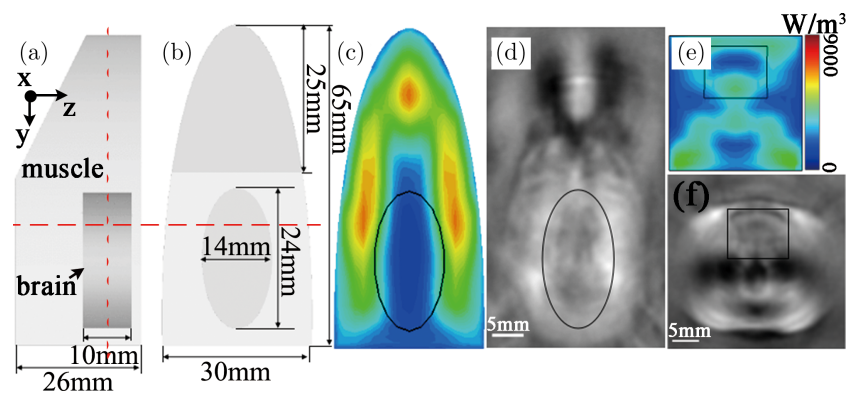 (a)
x
z
y
muscle
brain
10mm
26mm
(b)
25mm
65mm
14mm
24mm
30mm
(c)
(d)
5mm
(e)
W/m³
9000
0
(f)
5mm